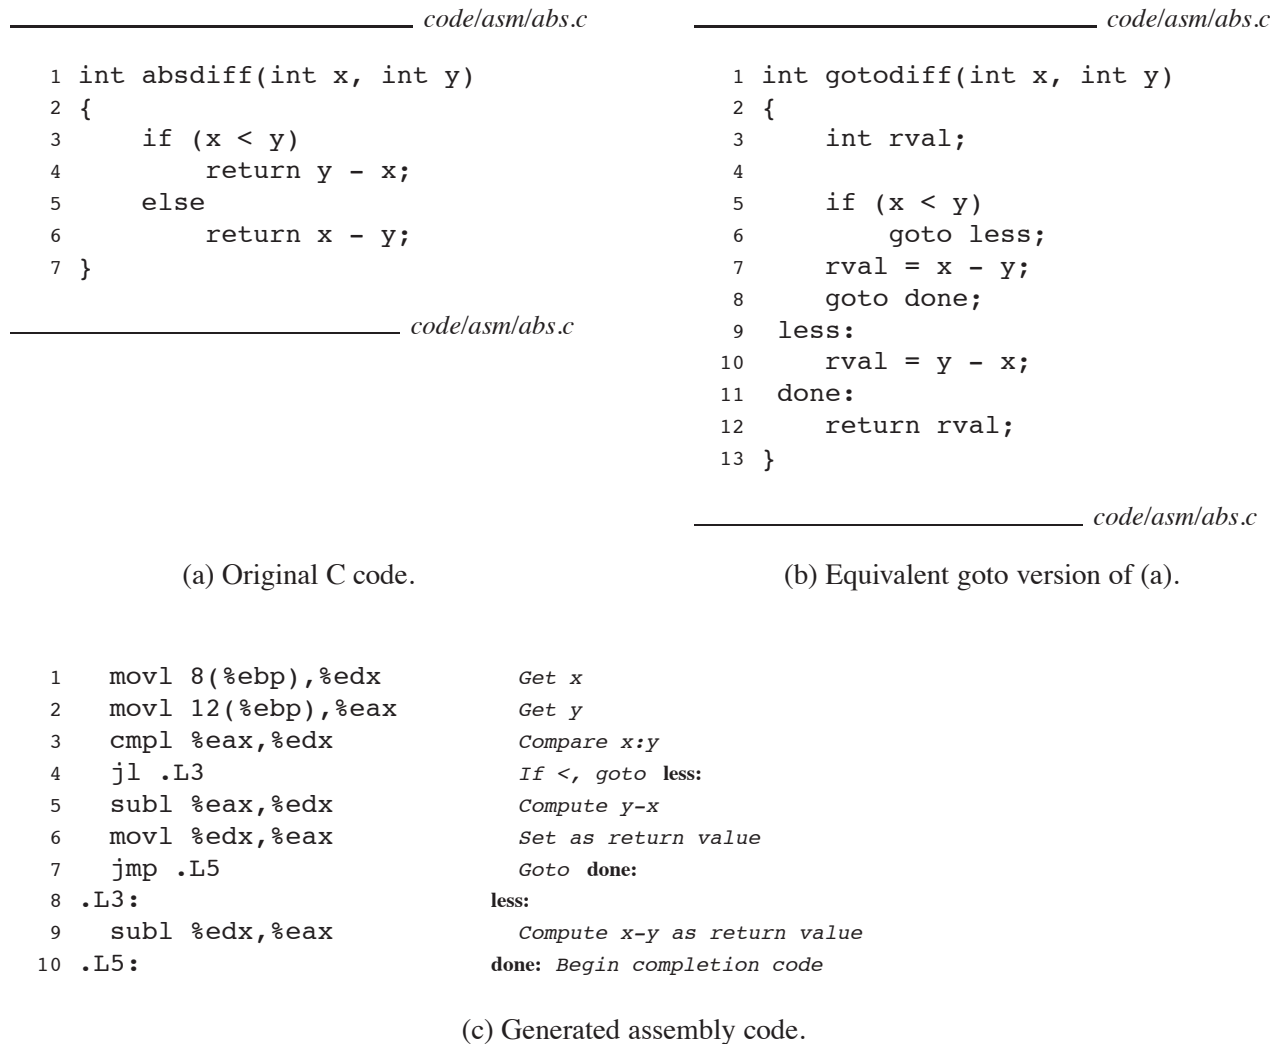 code/asm/abs.c
1 int absdiff(int x, int y)
2 {
3     if (x < y)
4         return y - x;
5     else
6         return x - y;
7 }
code/asm/abs.c
(a) Original C code.
code/asm/abs.c
1 int gotodiff(int x, int y)
2 {
3     int rval;
4
5     if (x < y)
6         goto less;
7     rval = x - y;
8     goto done;
9  less:
10     rval = y - x;
11  done:
12     return rval;
13 }
code/asm/abs.c
(b) Equivalent goto version of (a).
1   movl 8(%ebp),%edx   Get x
2   movl 12(%ebp),%eax   Get y
3   cmpl %eax,%edx   Compare x:y
4   jl .L3   If <, goto less:
5   subl %eax,%edx   Compute y-x
6   movl %edx,%eax   Set as return value
7   jmp .L5   Goto done:
8 .L3:   less:
9   subl %edx,%eax   Compute x-y as return value
10 .L5:   done: Begin completion code
(c) Generated assembly code.